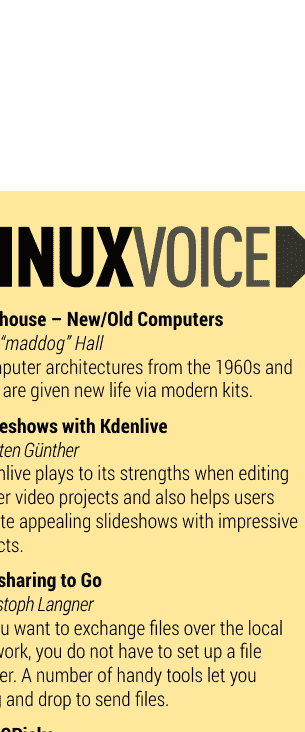 INUXVOICE
house – New/Old Computers
“maddog” Hall
puter architectures from the 1960s and
are given new life via modern kits.
eshows with Kdenlive
ten Günther
nlive plays to its strengths when editing
er video projects and also helps users
te appealing slideshows with impressive
cts.
sharing to Go
stoph Langner
u want to exchange files over the local
work, you do not have to set up a file
er. A number of handy tools let you
and drop to send files.